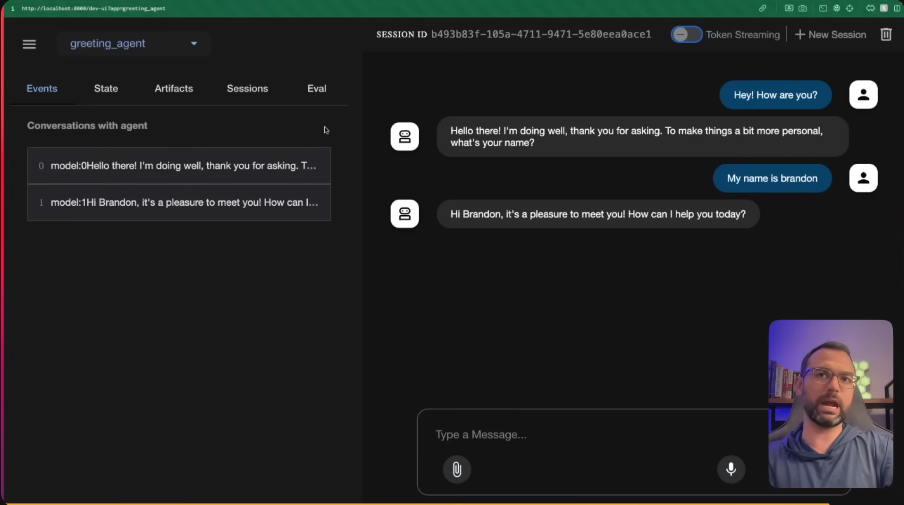 http://localhost:8000/dev-ui?app=greeting_agent
greeting_agent
SESSION ID b493b83f-105a-4711-9471-5e80eea0ace1
Token Streaming
New Session
Events
State
Artifacts
Sessions
Eval
Conversations with agent
0 model:0Hello there! I'm doing well, thank you for asking. T...
1 model:1Hi Brandon, it's a pleasure to meet you! How can I...
Hey! How are you?
Hello there! I'm doing well, thank you for asking. To make things a bit more personal,
what's your name?
My name is brandon
Hi Brandon, it's a pleasure to meet you! How can I help you today?
Type a Message...